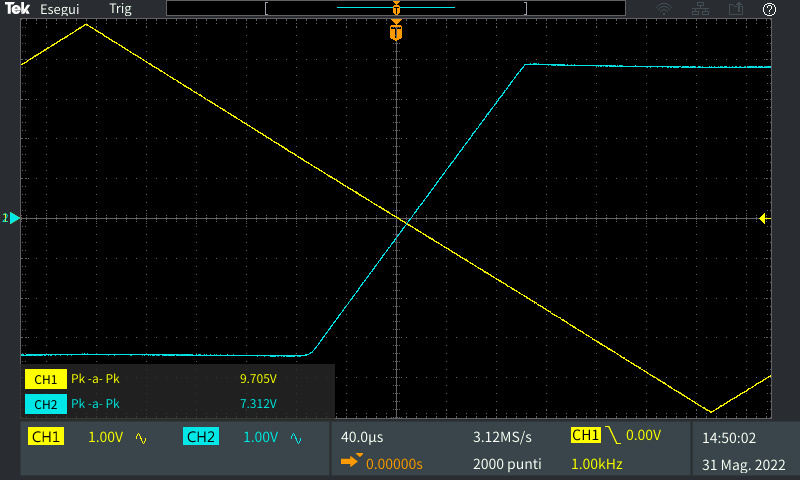 Tek Esegui Trig
T
T
CH1 Pk -a- Pk 9.705V
CH2 Pk -a- Pk 7.312V
CH1 1.00V CH2 1.00V 40.0µs 3.12MS/s CH1 0.00V 14:50:02
0.00000s 2000 punti 1.00kHz 31 Mag. 2022